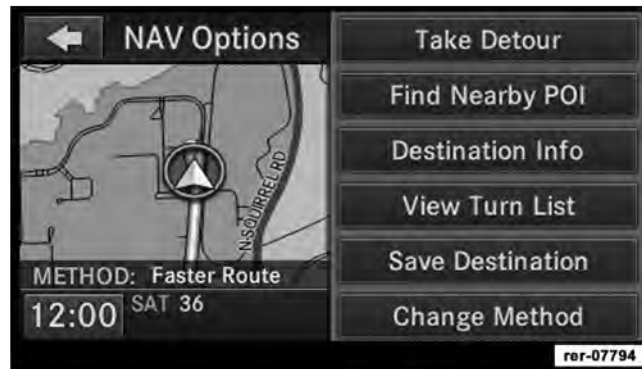 NAV Options
N-SQUIRREL RD
METHOD: Faster Route
12:00 SAT 36
Take Detour
Find Nearby POI
Destination Info
View Turn List
Save Destination
Change Method
rer-07794